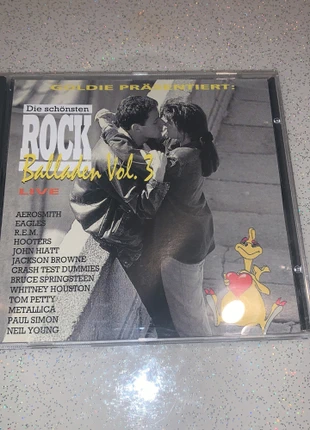 GOLDIE PRÄSENTIERT:
Die schönsten
ROCK
Balladen Vol. 3
LIVE
AEROSMITH
EAGLES
R.E.M.
HOOTERS
JOHN HIATT
JACKSON BROWNE
CRASH TEST DUMMIES
BRUCE SPRINGSTEEN
WHITNEY HOUSTON
TOM PETTY
METALLICA
PAUL SIMON
NEIL YOUNG